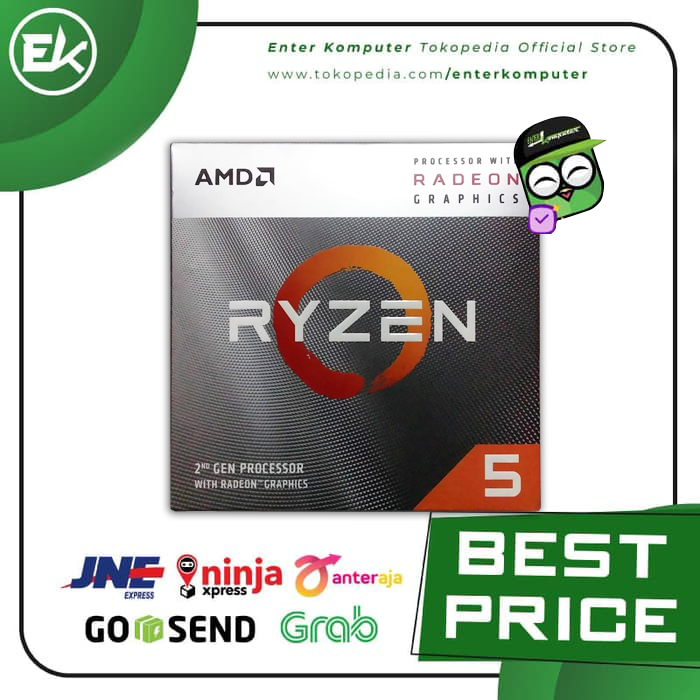 EK
Enter Komputer Tokopedia Official Store
www.tokopedia.com/enterkomputer
AMD
PROCESSOR WIT
RADEON
GRAPHICS
RYZEN
2ND GEN PROCESSOR
WITH RADEON™ GRAPHICS
5
JNE
EXPRESS
ninja
xpress
anteraja
GO SEND
Grab
BEST
PRICE